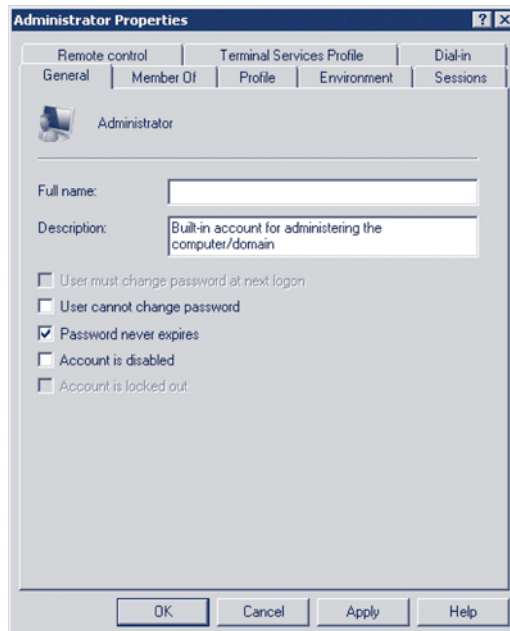 Administrator Properties
Remote control Terminal Services Profile Dial-in
General Member Of Profile Environment Sessions
Administrator
Full name:
Description: Built-in account for administering the
computer/domain
User must change password at next logon
User cannot change password
Password never expires
Account is disabled
Account is locked out
OK Cancel Apply Help